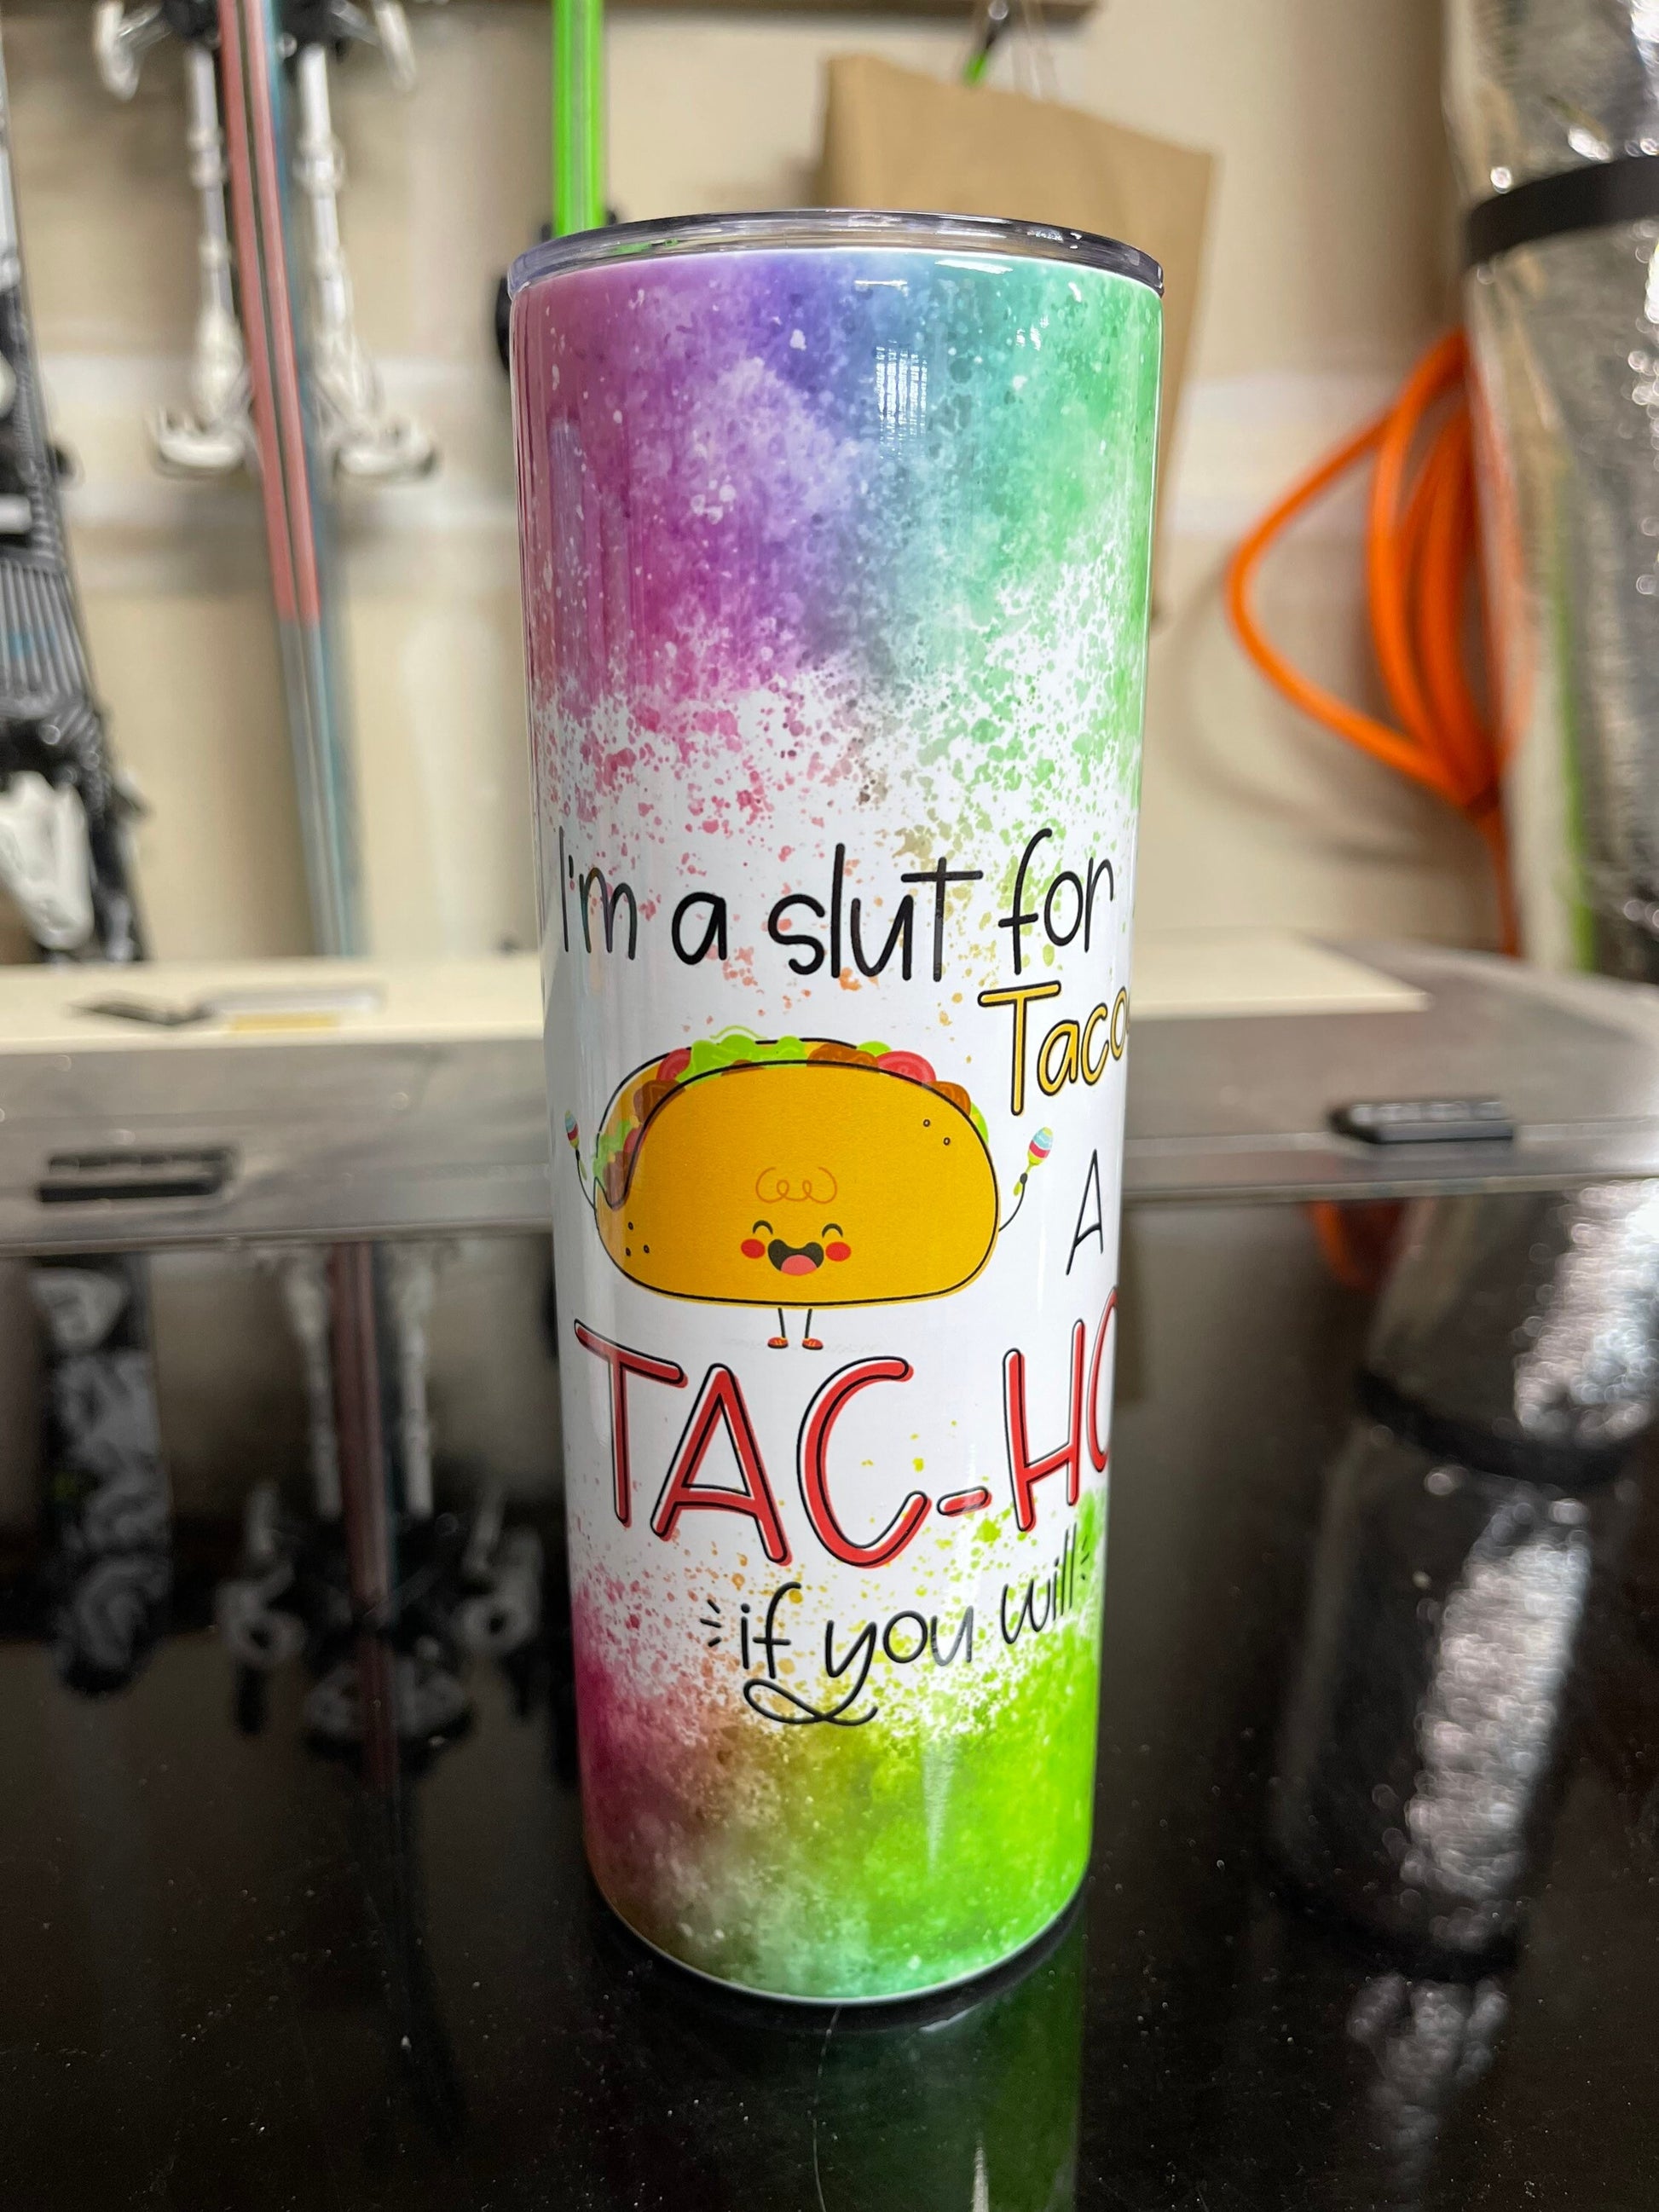 I'm a slut for
Taco
A
TAC-HO
if you will